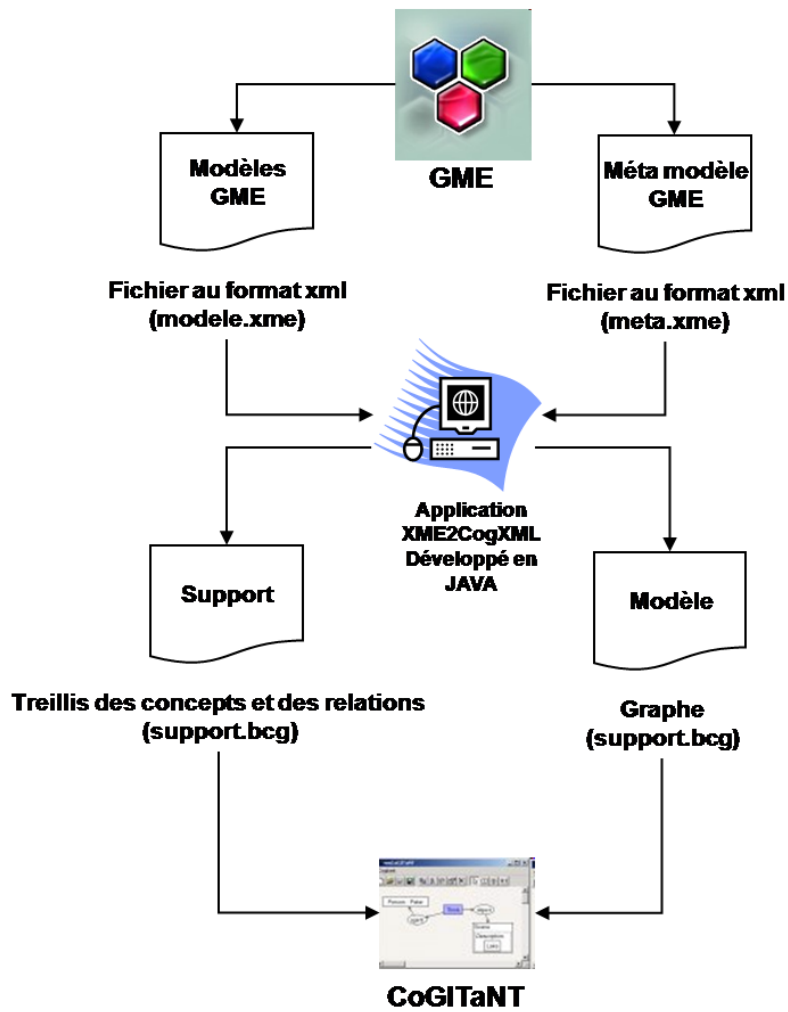 GME
Modèles
GME
Méta modèle
GME
Fichier au format xml
(modele.xme)
Fichier au format xml
(meta.xme)
Application
XME2CogXML
Développé en
JAVA
Support
Modèle
Treillis des concepts et des relations
(support.bcg)
Graphe
(support.bcg)
CoGITaNT